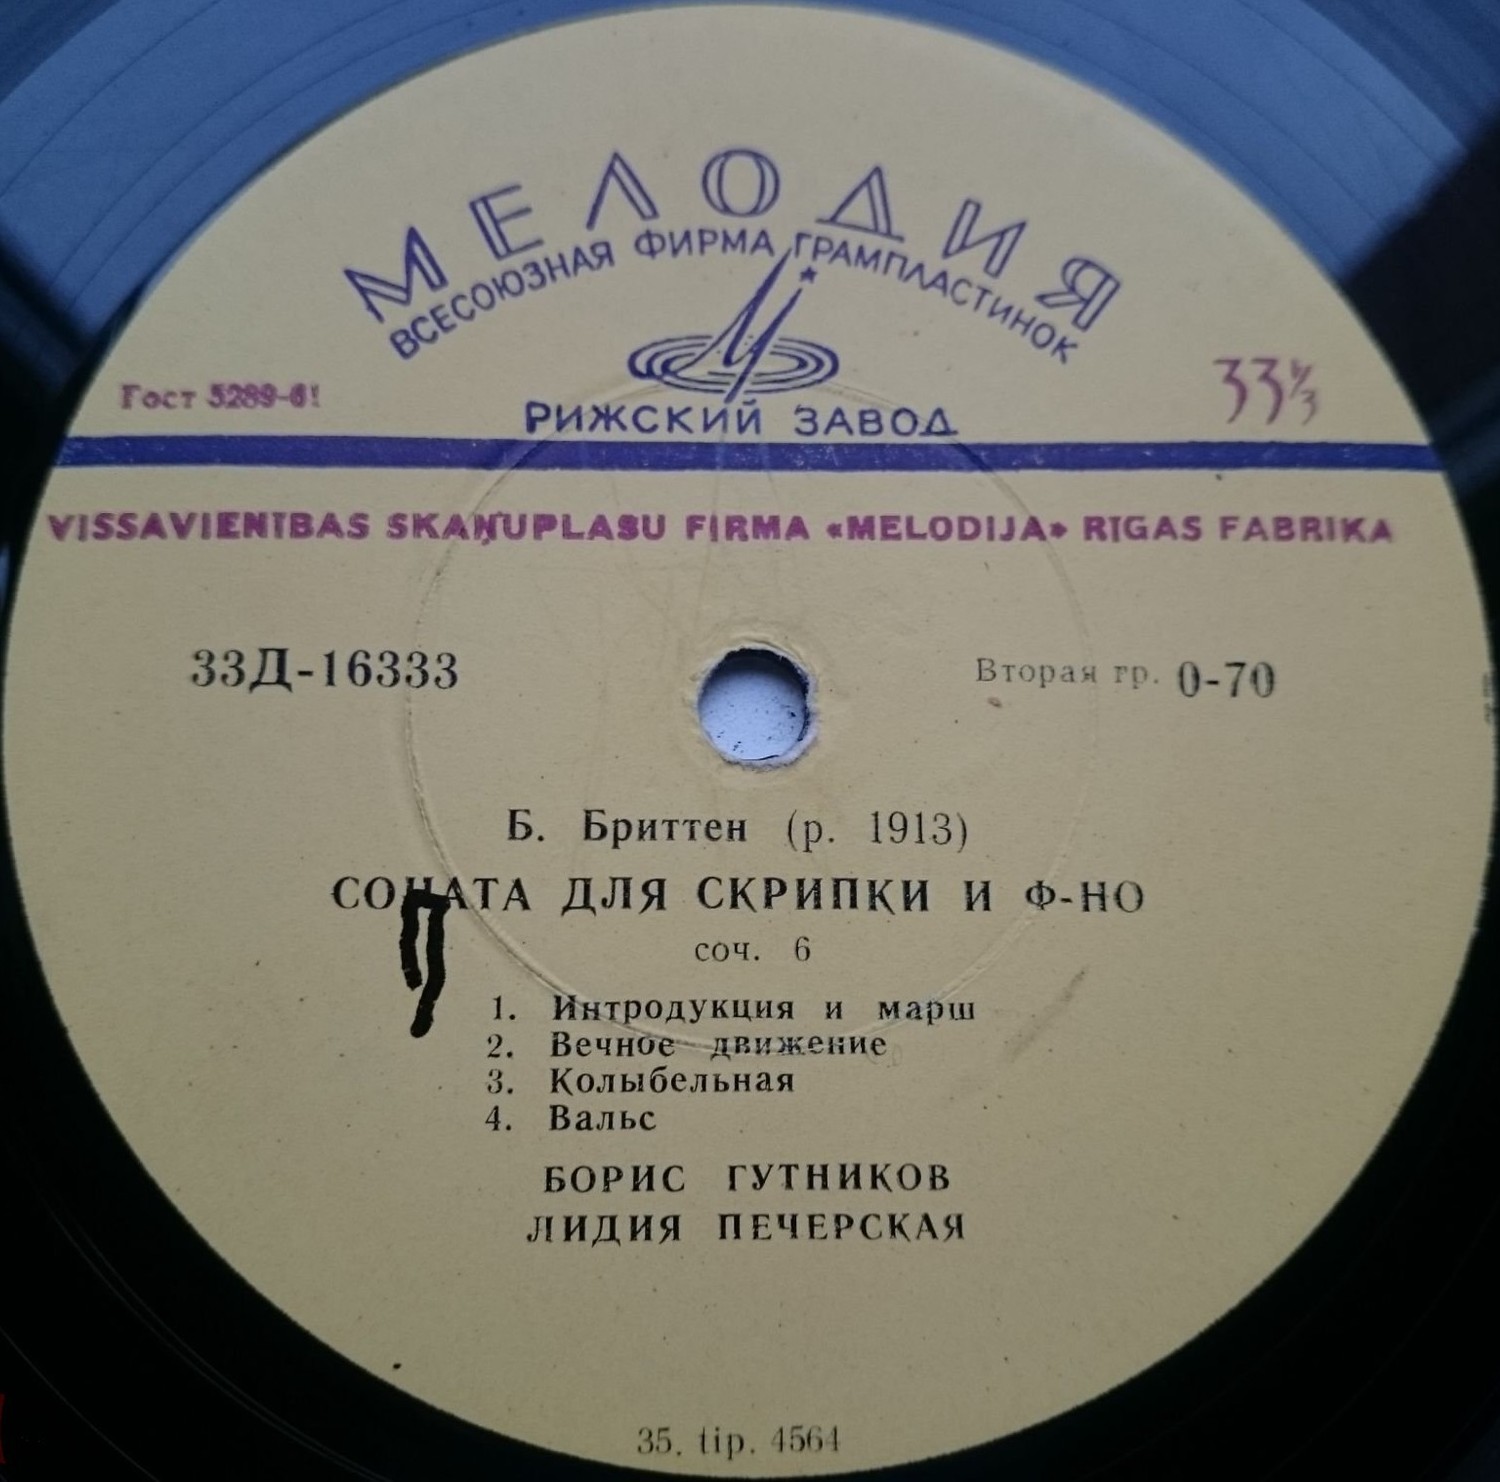 МЕЛОДИЯ
ВСЕСОЮЗНАЯ ФИРМА ГРАМПЛАСТИНОК
РИЖСКИЙ ЗАВОД
Гост 5289-61
33⅓
VISSAVIENIBAS SKAŅUPLASU FIRMA «MELODIJA» RIGAS FABRIKA
33Д-16333
Вторая гр. 0-70
Б. Бриттен (р. 1913)
СОНАТА ДЛЯ СКРИПКИ И Ф-НО
соч. 6
1. Интродукция и марш
2. Вечное движение
3. Колыбельная
4. Вальс
БОРИС ГУТНИКОВ
ЛИДИЯ ПЕЧЕРСКАЯ
35. tip. 4564